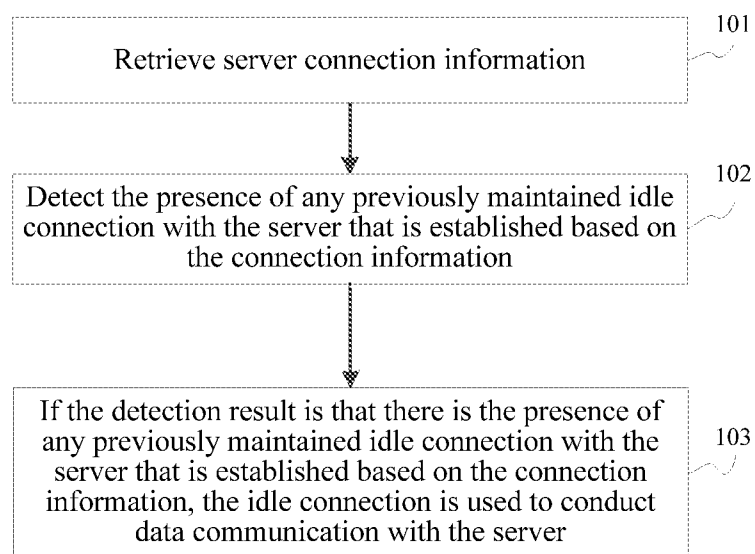 101
Retrieve server connection information
102
Detect the presence of any previously maintained idle
connection with the server that is established based on
the connection information
If the detection result is that there is the presence of
any previously maintained idle connection with the
103
server that is established based on the connection
information, the idle connection is used to conduct
data communication with the server